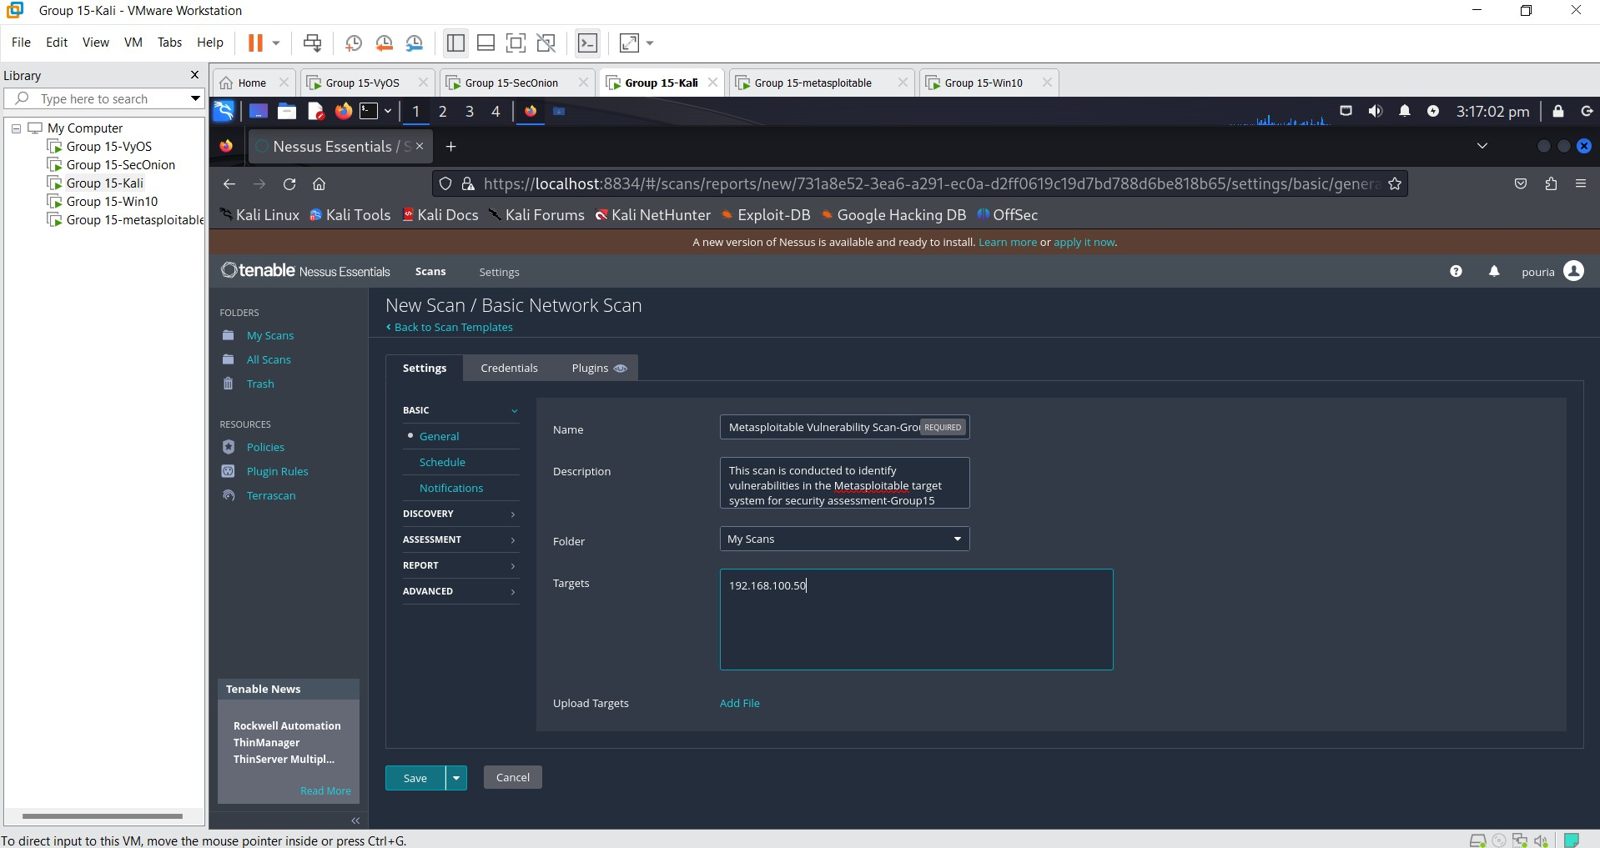 Group 15-Kali - VMware Workstation
File Edit View VM Tabs Help
Library
Type here to search
My Computer
Group 15-VyOS
Group 15-SecOnion
Group 15-Kali
Group 15-Win10
Group 15-metasploitable
Home Group 15-VyOS Group 15-SecOnion Group 15-Kali Group 15-metasploitable Group 15-Win10
1 2 3 4 3:17:02 pm
Nessus Essentials / S
https://localhost:8834/#/scans/reports/new/731a8e52-3ea6-a291-ec0a-d2ff0619c19d7bd788d6be818b65/settings/basic/genera
Kali Linux Kali Tools Kali Docs Kali Forums Kali NetHunter Exploit-DB Google Hacking DB OffSec
A new version of Nessus is available and ready to install. Learn more or apply it now.
tenable Nessus Essentials Scans Settings pouria
FOLDERS
My Scans
All Scans
Trash
RESOURCES
Policies
Plugin Rules
Terrascan
Tenable News
Rockwell Automation
ThinManager
ThinServer Multipl...
Read More
New Scan / Basic Network Scan
Back to Scan Templates
Settings Credentials Plugins
BASIC
General
Schedule
Notifications
DISCOVERY
ASSESSMENT
REPORT
ADVANCED
Name Metasploitable Vulnerability Scan-Grou REQUIRED
Description This scan is conducted to identify
vulnerabilities in the Metasploitable target
system for security assessment-Group15
Folder My Scans
Targets 192.168.100.50
Upload Targets Add File
Save Cancel
To direct input to this VM, move the mouse pointer inside or press Ctrl+G.